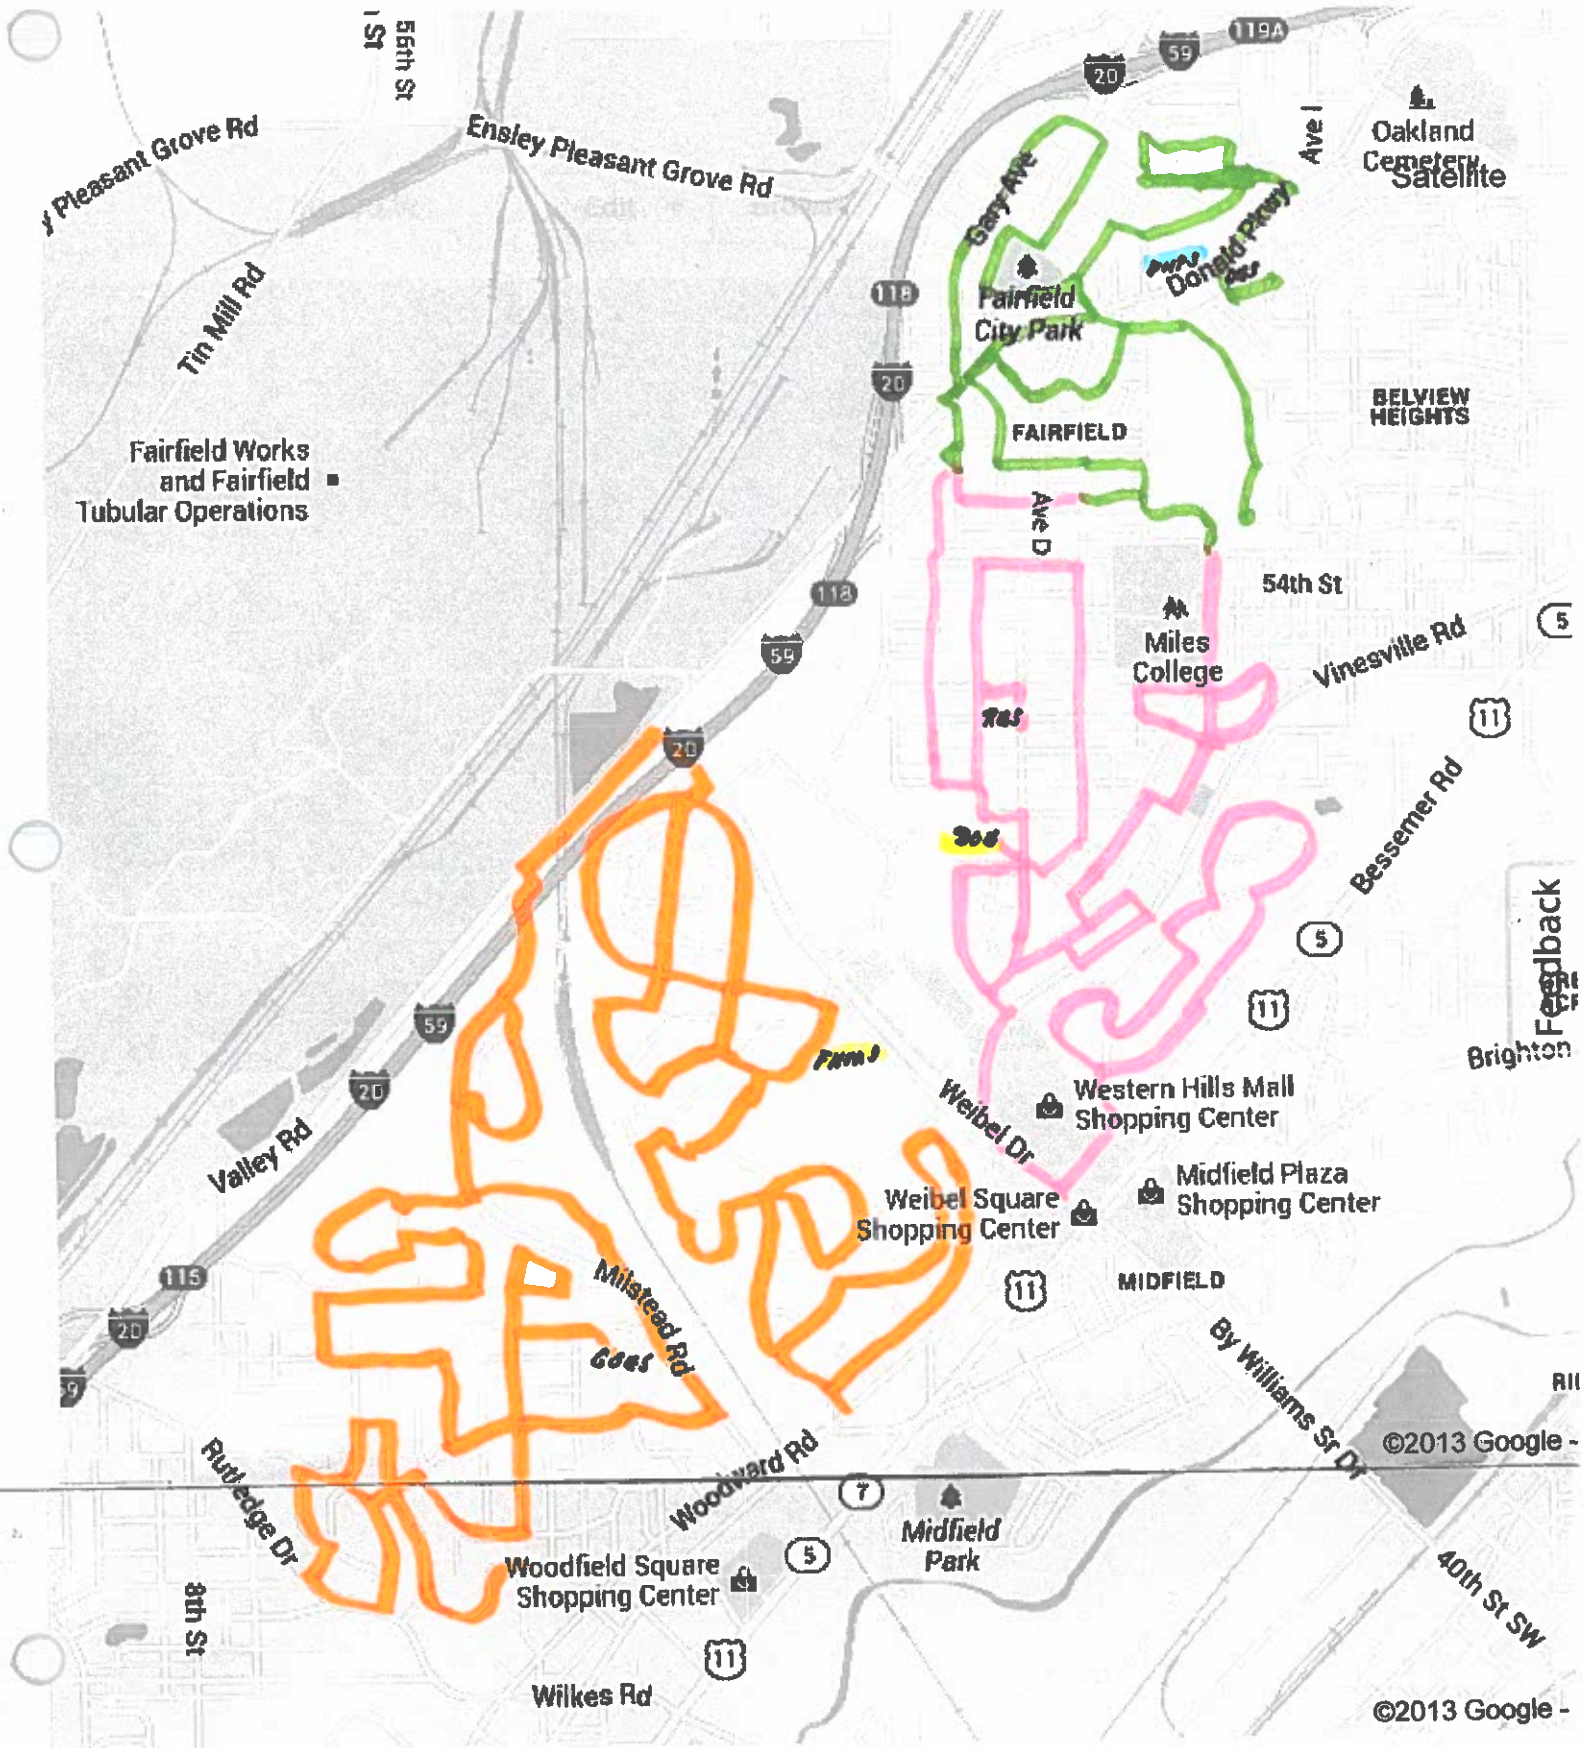 56th St
St
119A
59
20
Ave I
Oakland
Cemetery
Satellite
Ensley Pleasant Grove Rd
y Pleasant Grove Rd
Gary Ave
Donald Pkwy
Tin Mill Rd
118
Fairfield
City Park
20
BELVIEW
HEIGHTS
FAIRFIELD
Fairfield Works
and Fairfield
Tubular Operations
Ave D
54th St
118
59
Miles
College
Vinesville Rd
5
11
20
Bessemer Rd
5
Feedback
59
11
Brighton
20
Weibel Dr
Western Hills Mall
Shopping Center
Valley Rd
Midfield Plaza
Shopping Center
Weibel Square
Shopping Center
115
11
MIDFIELD
Milstead Rd
20
59
By Williams Sr Dr
©2013 Google -
Rutledge Dr
Woodward Rd
7
Midfield
Park
5
Woodfield Square
Shopping Center
40th St SW
8th St
11
Wilkes Rd
©2013 Google -